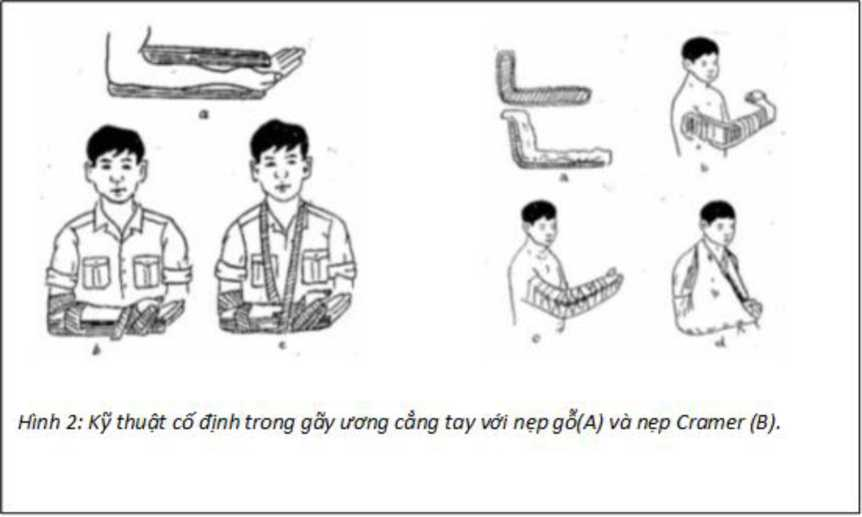 a
b
c
a
b
c
d
Hình 2: Kỹ thuật cố định trong gãy ương cẳng tay với nẹp gỗ(A) và nẹp Cramer (B).